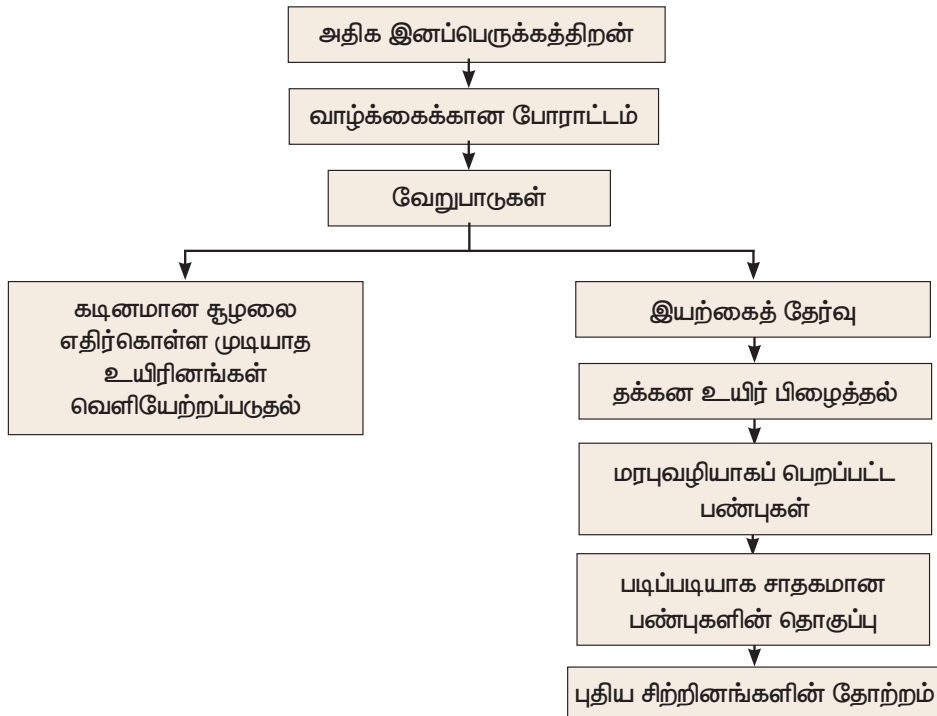 அதிக இனப்பெருக்கத்திறன்
வாழ்க்கைக்கான போராட்டம்
வேறுபாடுகள்
கடினமான சூழலை
எதிர்கொள்ள முடியாத
உயிரினங்கள்
வெளியேற்றப்படுதல்
இயற்கைத் தேர்வு
தக்கன உயிர் பிழைத்தல்
மரபுவழியாகப் பெறப்பட்ட
பண்புகள்
படிப்படியாக சாதகமான
பண்புகளின் தொகுப்பு
புதிய சிற்றினங்களின் தோற்றம்